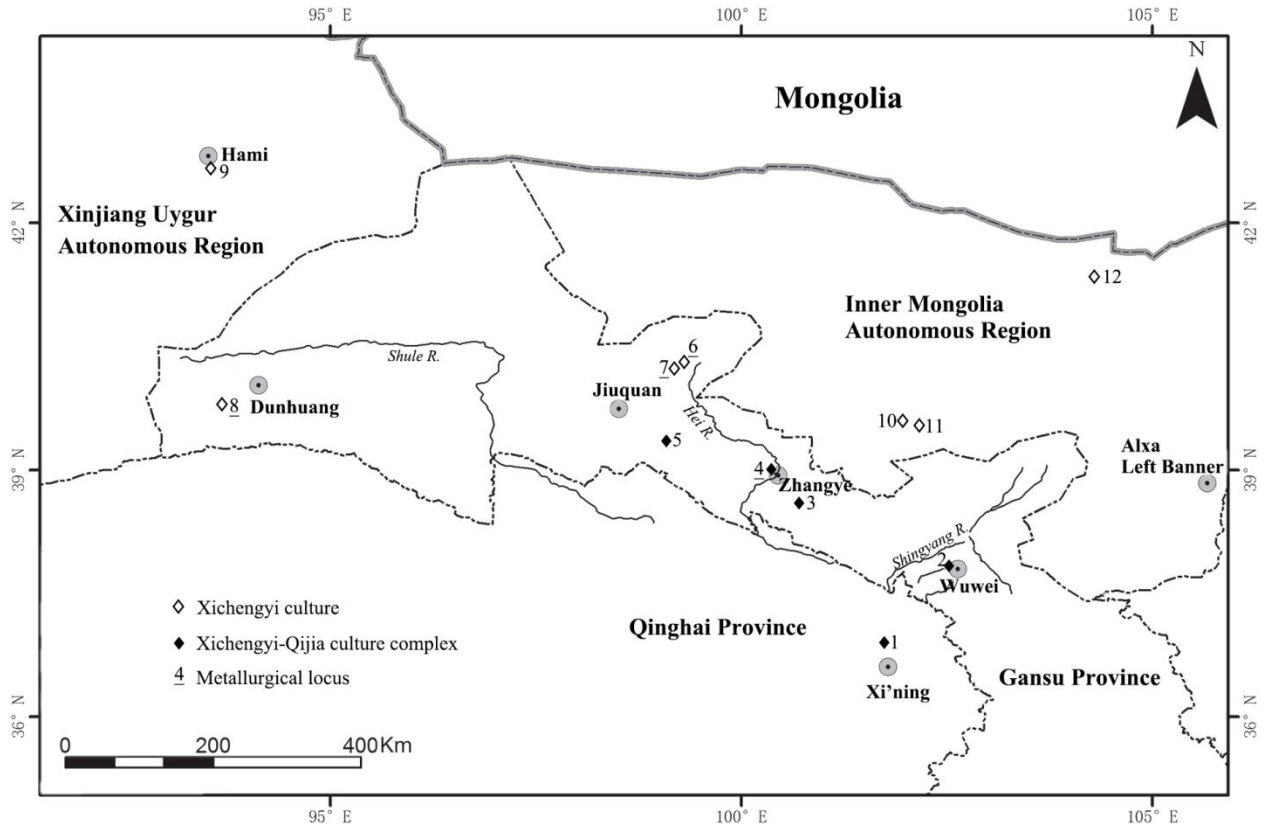 95° E
100° E
105° E
N
Mongolia
Hami
9
Xinjiang Uygur
Autonomous Region
42° N
42° N
12
Inner Mongolia
Autonomous Region
Shule R.
6
7
Jiuquan
8
Dunhuang
Hei R.
10
11
5
Alxa
Left Banner
39° N
39° N
4
Zhangye
3
Shingyang R.
2
Wuwei
Xichengyi culture
Qinghai Province
Xichengyi-Qijia culture complex
1
4 Metallurgical locus
Gansu Province
Xi'ning
36° N
36° N
0 200 400Km
95° E
100° E
105° E